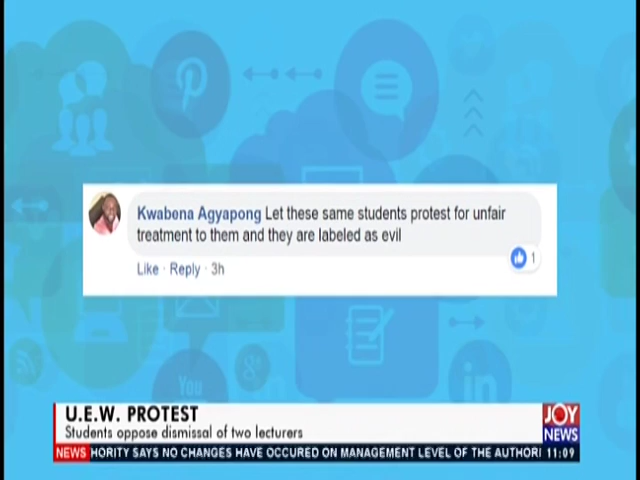 Kwabena Agyapong Let these same students protest for unfair
treatment to them and they are labeled as evil
1
Like · Reply · 3h
You
g+
in
U.E.W. PROTEST
Students oppose dismissal of two lecturers
JOY
NEWS
NEWS HORITY SAYS NO CHANGES HAVE OCCURED ON MANAGEMENT LEVEL OF THE AUTHORI 11:09